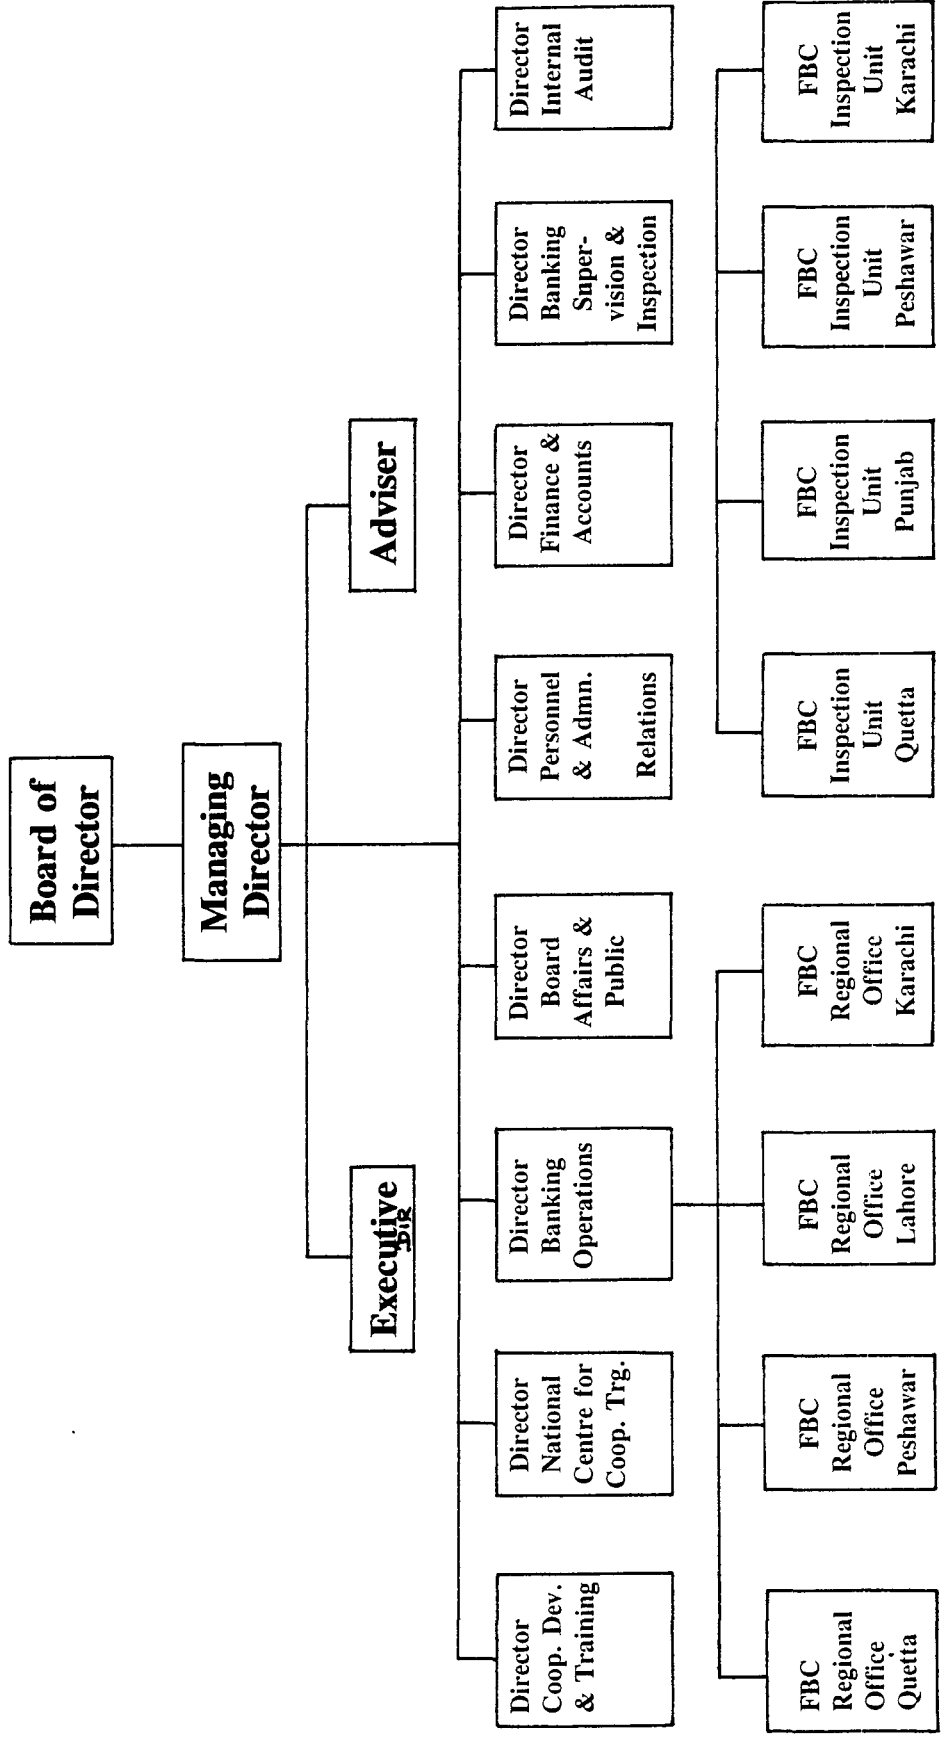 Board of
Director
Managing
Director
Executive
DIR
Adviser
Director
Coop. Dev.
& Training
Director
National
Centre for
Coop. Trg.
Director
Banking
Operations
Director
Board
Affairs &
Public
Director
Personnel
& Admn.
Relations
Director
Finance &
Accounts
Director
Banking
Snper-
vision &
Inspection
Director
Internal
Audit
FBC
Regional
Office
Quetta
FBC
Regional
Office
Peshawar
FBC
Regional
Office
Lahore
FBC
Regional
Office
Karachi
FBC
Inspection
Unit
Quetta
FBC
Inspection
Unit
Punjab
FBC
Inspection
Unit
Peshawar
FBC
Inspection
Unit
Karachi